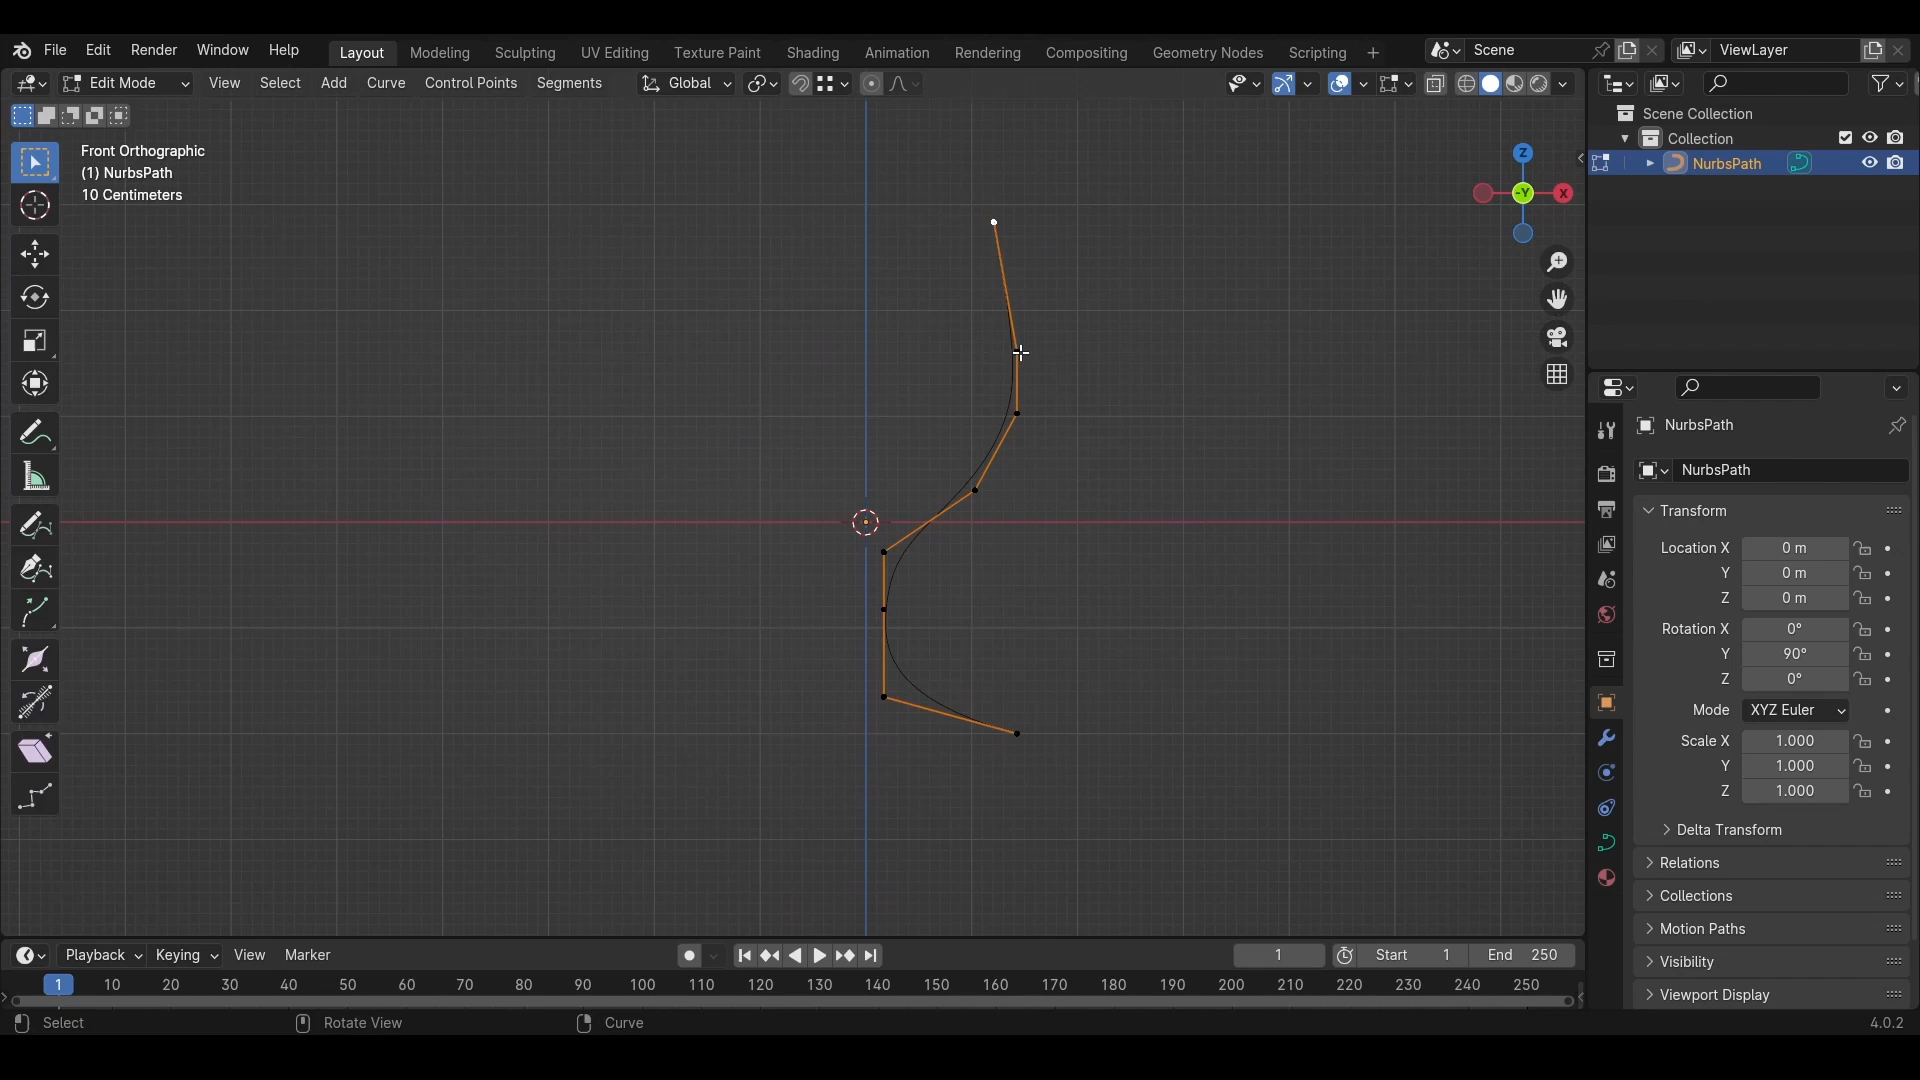 File Edit Render Window Help Layout Modeling Sculpting UV Editing Texture Paint Shading Animation Rendering Compositing Geometry Nodes Scripting + Scene ViewLayer
Edit Mode View Select Add Curve Control Points Segments Global
Scene Collection
Collection
NurbsPath
Front Orthographic
(1) NurbsPath
10 Centimeters
Z
-Y
X
NurbsPath
NurbsPath
Transform
Location X 0 m
Y 0 m
Z 0 m
Rotation X 0°
Y 90°
Z 0°
Mode XYZ Euler
Scale X 1.000
Y 1.000
Z 1.000
Delta Transform
Relations
Collections
Motion Paths
Visibility
Viewport Display
Playback Keying View Marker 1 Start 1 End 250
1 10 20 30 40 50 60 70 80 90 100 110 120 130 140 150 160 170 180 190 200 210 220 230 240 250
Select Rotate View Curve 4.0.2